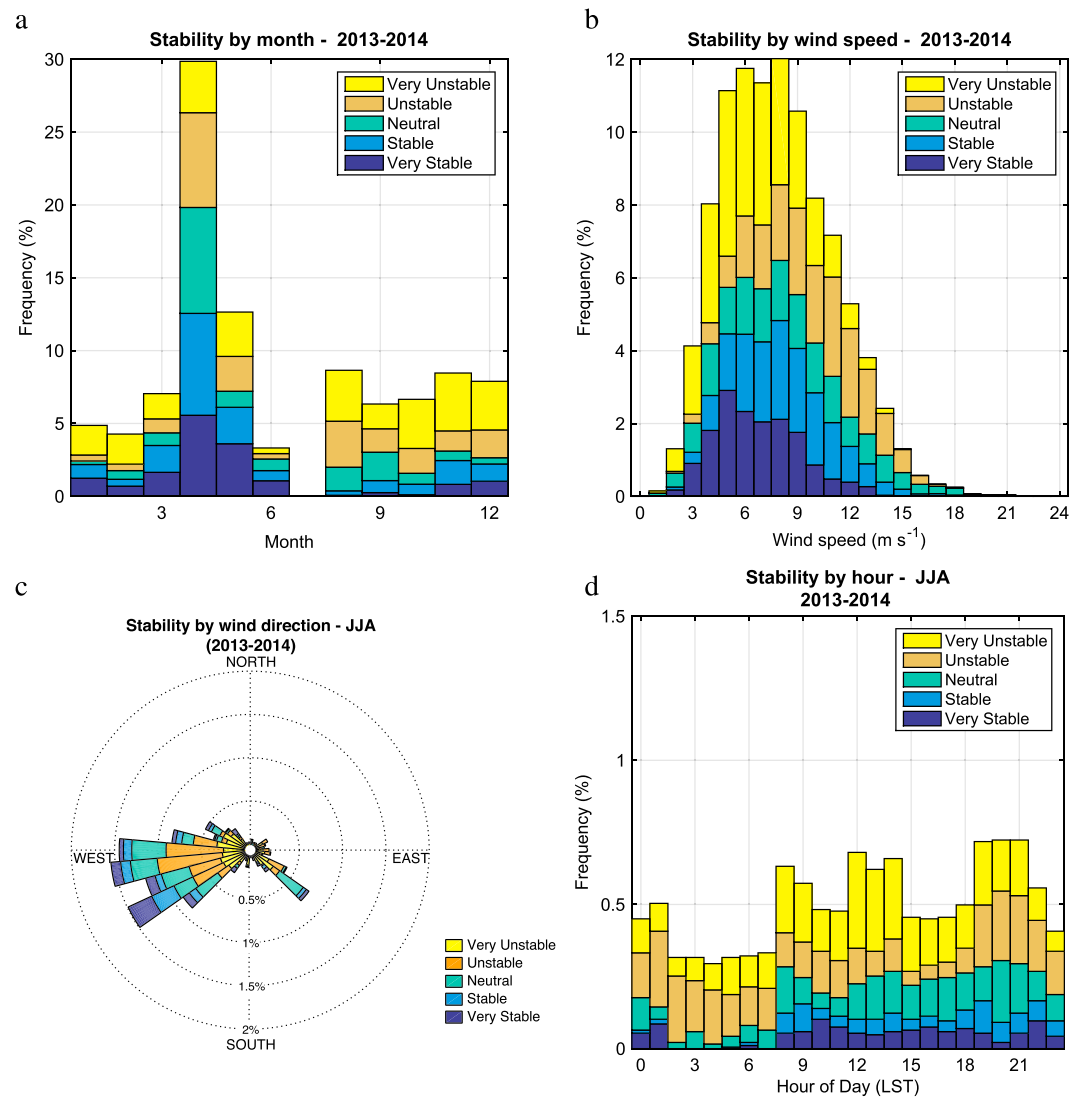 a
Stability by month - 2013-2014
30
25
20
15
10
5
0
Frequency (%)
3
6
9
12
Month
Very Unstable
Unstable
Neutral
Stable
Very Stable
b
Stability by wind speed - 2013-2014
12
10
8
6
4
2
0
Frequency (%)
0
3
6
9
12
15
18
21
24
Wind speed (m s-1)
Very Unstable
Unstable
Neutral
Stable
Very Stable
c
Stability by wind direction - JJA
(2013-2014)
NORTH
WEST
EAST
0.5%
1%
1.5%
2%
SOUTH
Very Unstable
Unstable
Neutral
Stable
Very Stable
d
Stability by hour - JJA
2013-2014
1.5
1
0.5
0
Frequency (%)
0
3
6
9
12
15
18
21
Hour of Day (LST)
Very Unstable
Unstable
Neutral
Stable
Very Stable